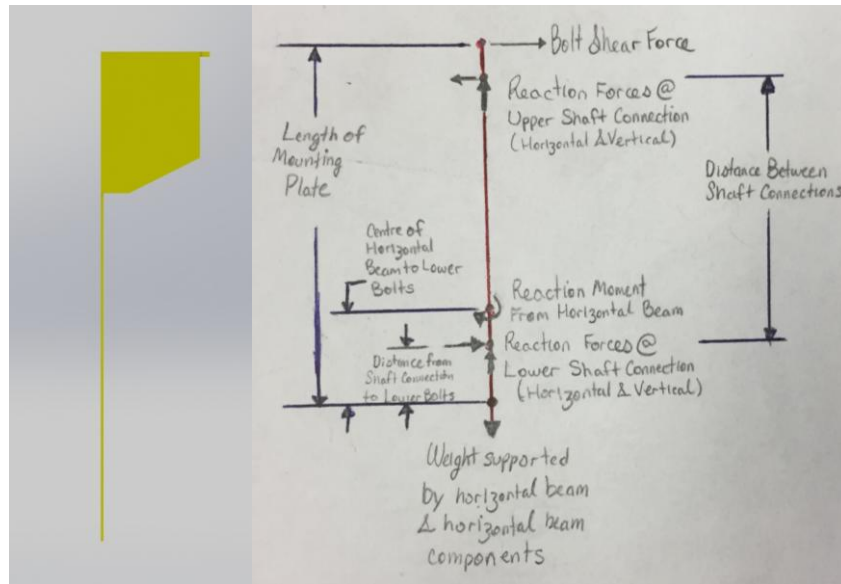 Bolt Shear Force
Reaction Forces @
Upper Shaft Connection
(Horizontal & Vertical)
Length of
Mounting
Plate
Distance Between
Shaft Connections
Centre of
Horizontal
Beam to Lower
Bolts
Reaction Moment
From Horizontal Beam
Reaction Forces @
Lower Shaft Connection
(Horizontal & Vertical)
Distance from
Shaft Connection
to Lower Bolts
Weight supported
by horizontal beam
& horizontal beam
components